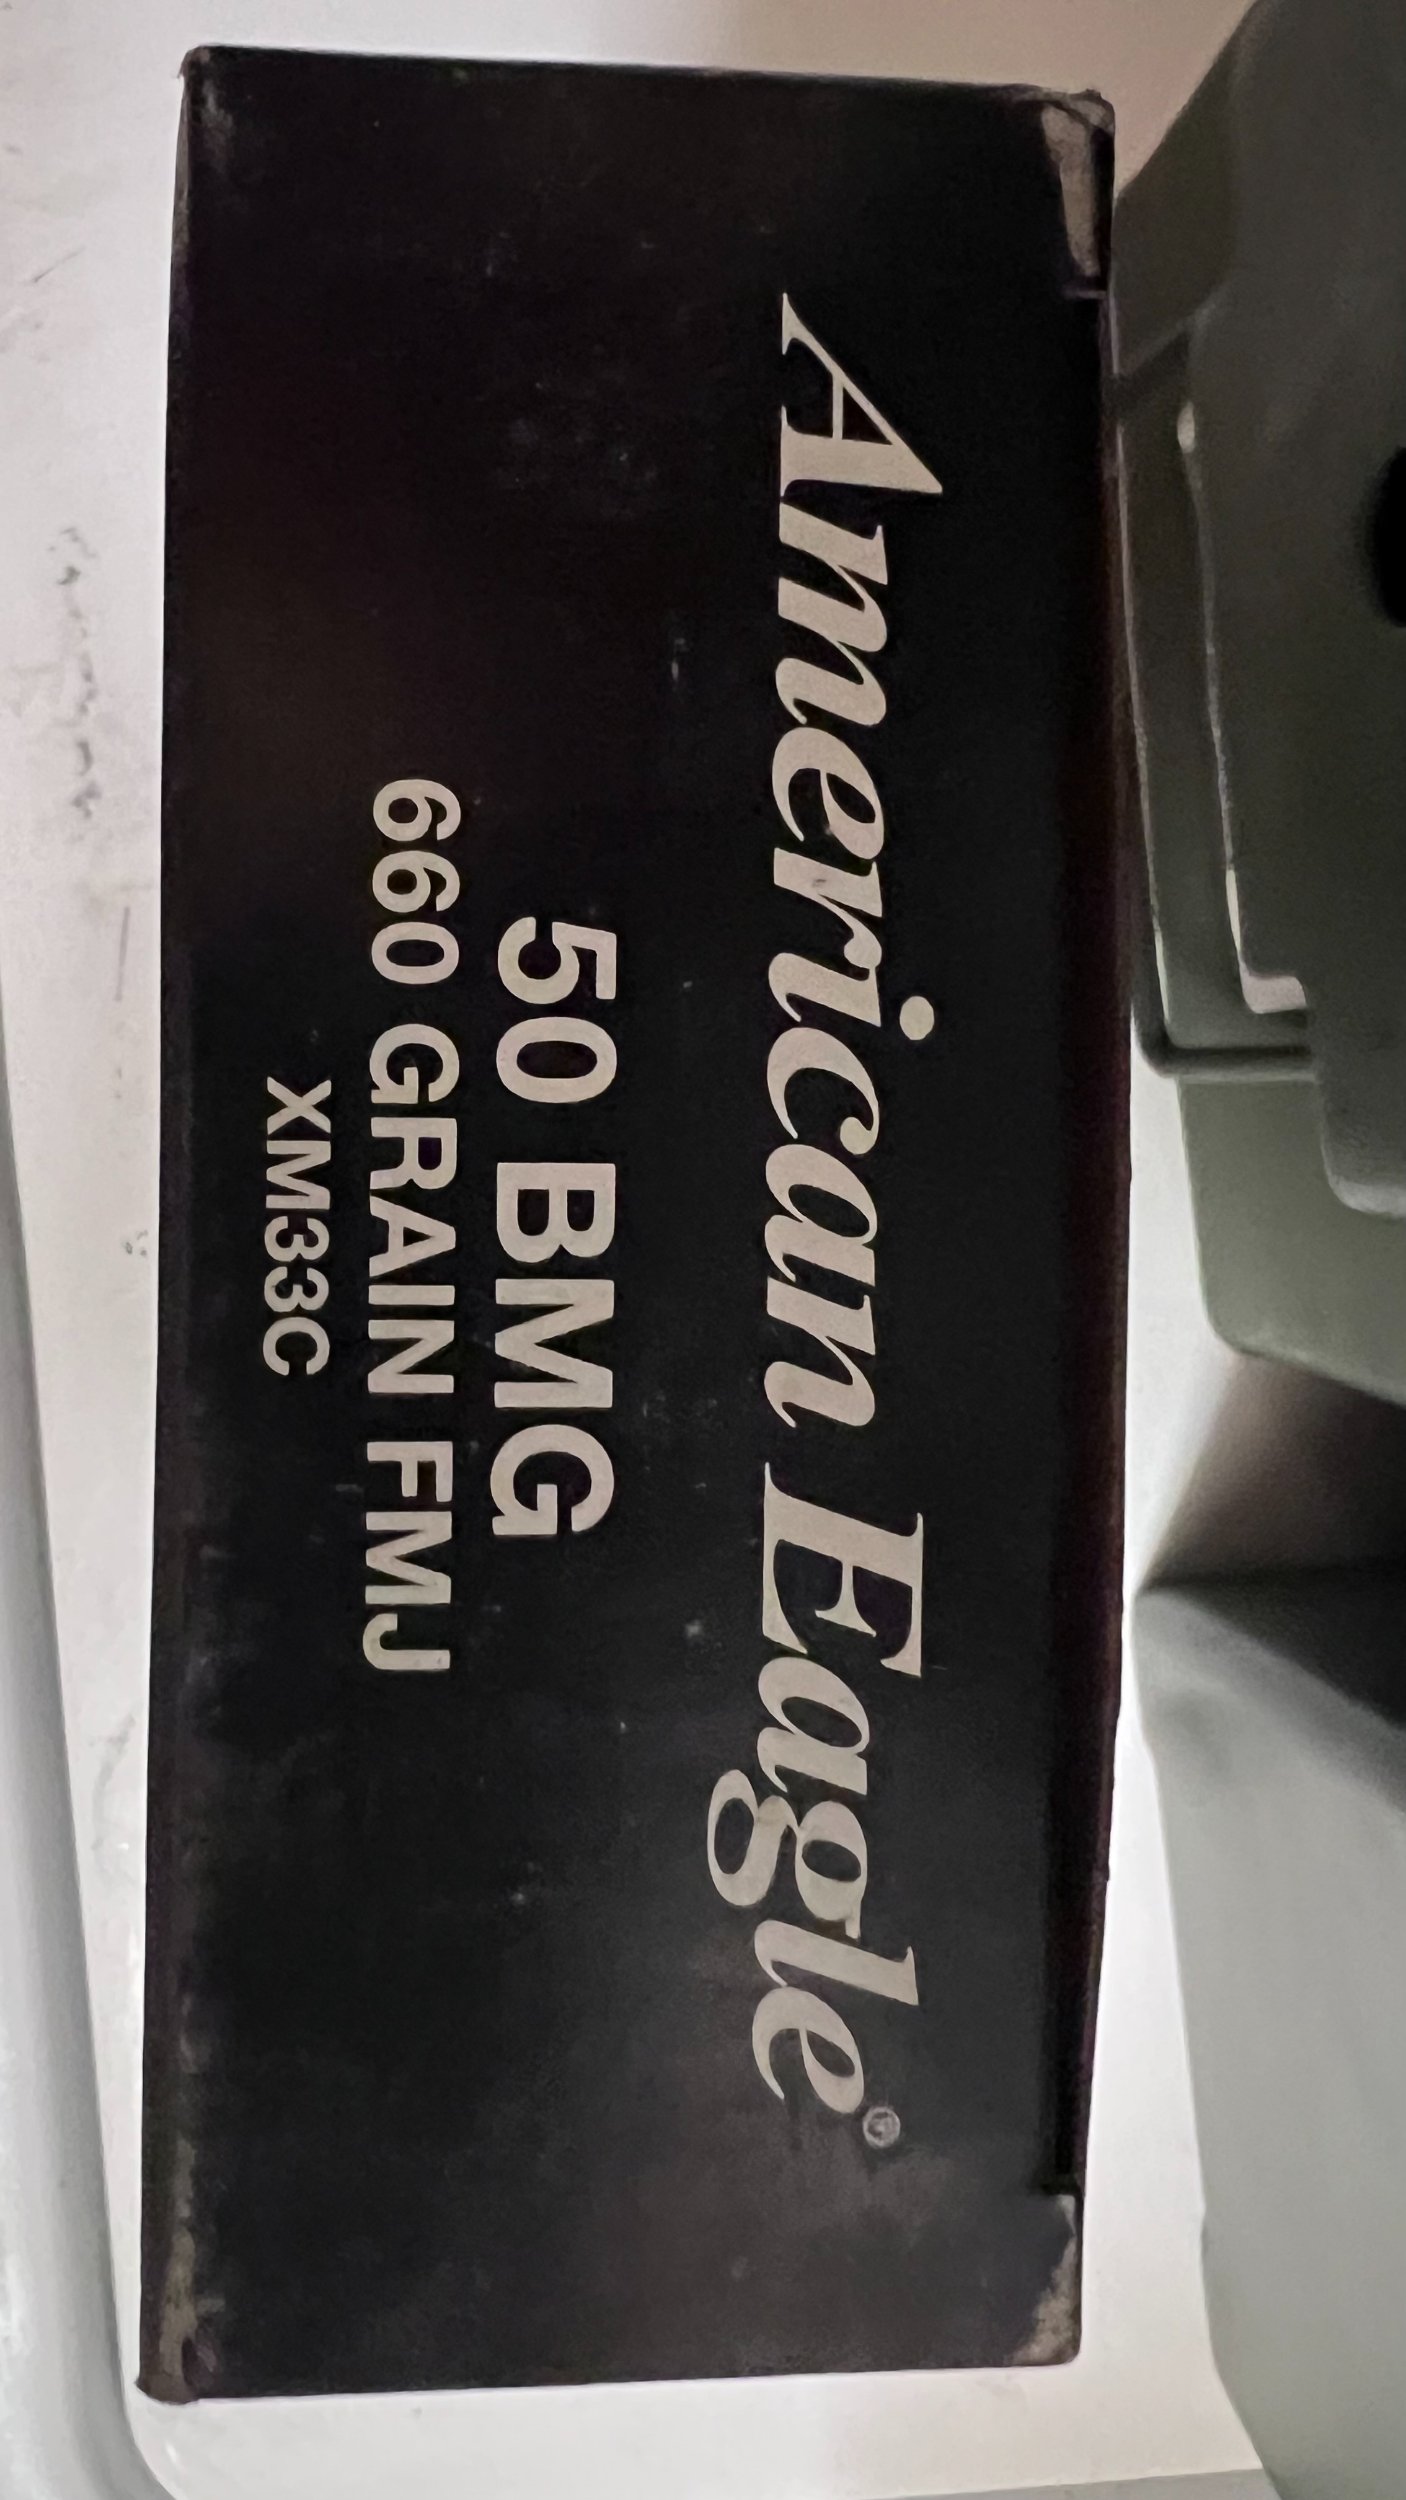 American Eagle®
50 BMG
660 GRAIN FMJ
XM33C